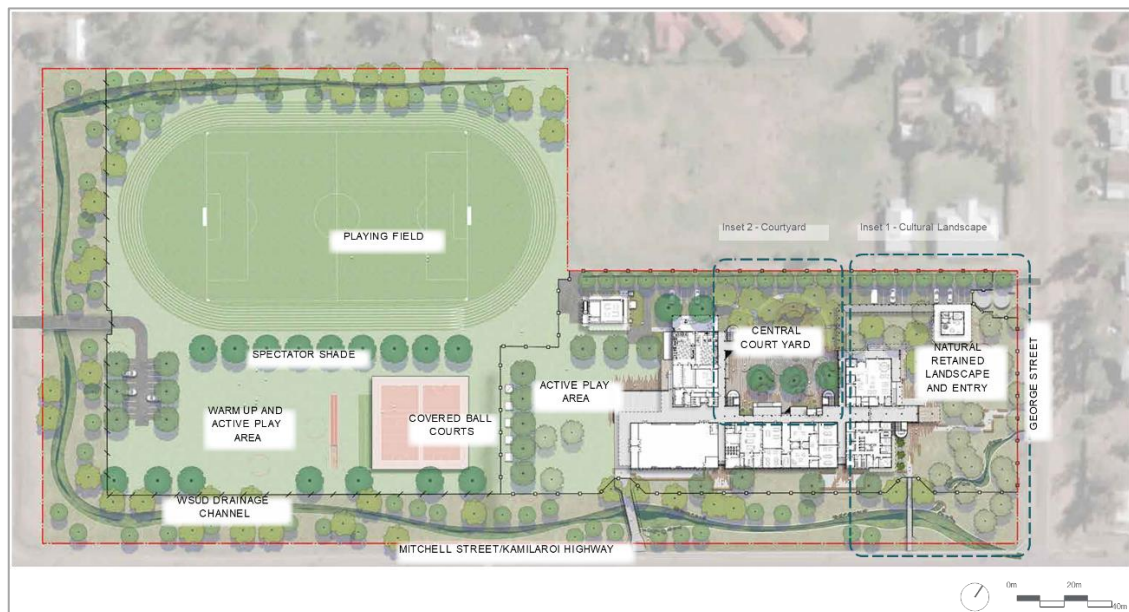 Inset 2 - Courtyard
Inset 1 - Cultural Landscape
PLAYING FIELD
CENTRAL
COURT YARD
NATURAL
RETAINED
LANDSCAPE
AND ENTRY
GEORGE STREET
SPECTATOR SHADE
ACTIVE PLAY
AREA
WARM UP AND
ACTIVE PLAY
AREA
COVERED BALL
COURTS
WSUD DRAINAGE
CHANNEL
MITCHELL STREET/KAMILAROI HIGHWAY
0m
20m
40m